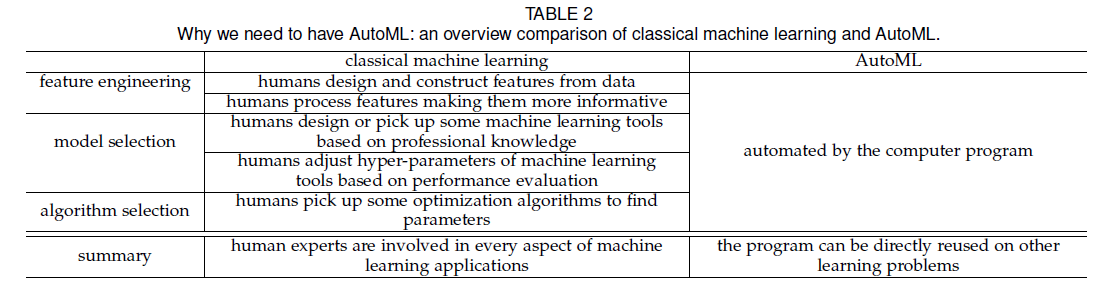 TABLE 2
Why we need to have AutoML: an overview comparison of classical machine learning and AutoML.
classical machine learning AutoML
feature engineering humans design and construct features from data
humans process features making them more informative
model selection humans design or pick up some machine learning tools
based on professional knowledge
automated by the computer program
humans adjust hyper-parameters of machine learning
tools based on performance evaluation
algorithm selection humans pick up some optimization algorithms to find
parameters
summary human experts are involved in every aspect of machine
learning applications
the program can be directly reused on other
learning problems